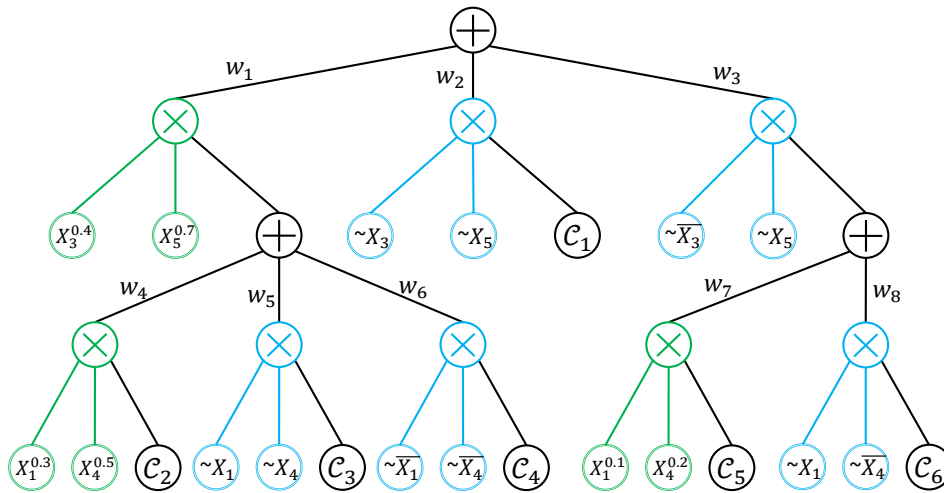 w₁ w₂ w₃
X₃^0.4 X₅^0.7 ~X₃ ~X₅ 𝒞₁ ~X̅₃ ~X₅
w₄ w₅ w₆ w₇ w₈
X₁^0.3 X₄^0.5 𝒞₂ ~X₁ ~X₄ 𝒞₃ ~X̅₁ ~X̅₄ 𝒞₄ X₁^0.1 X₄^0.2 𝒞₅ ~X₁ ~X̅₄ 𝒞₆